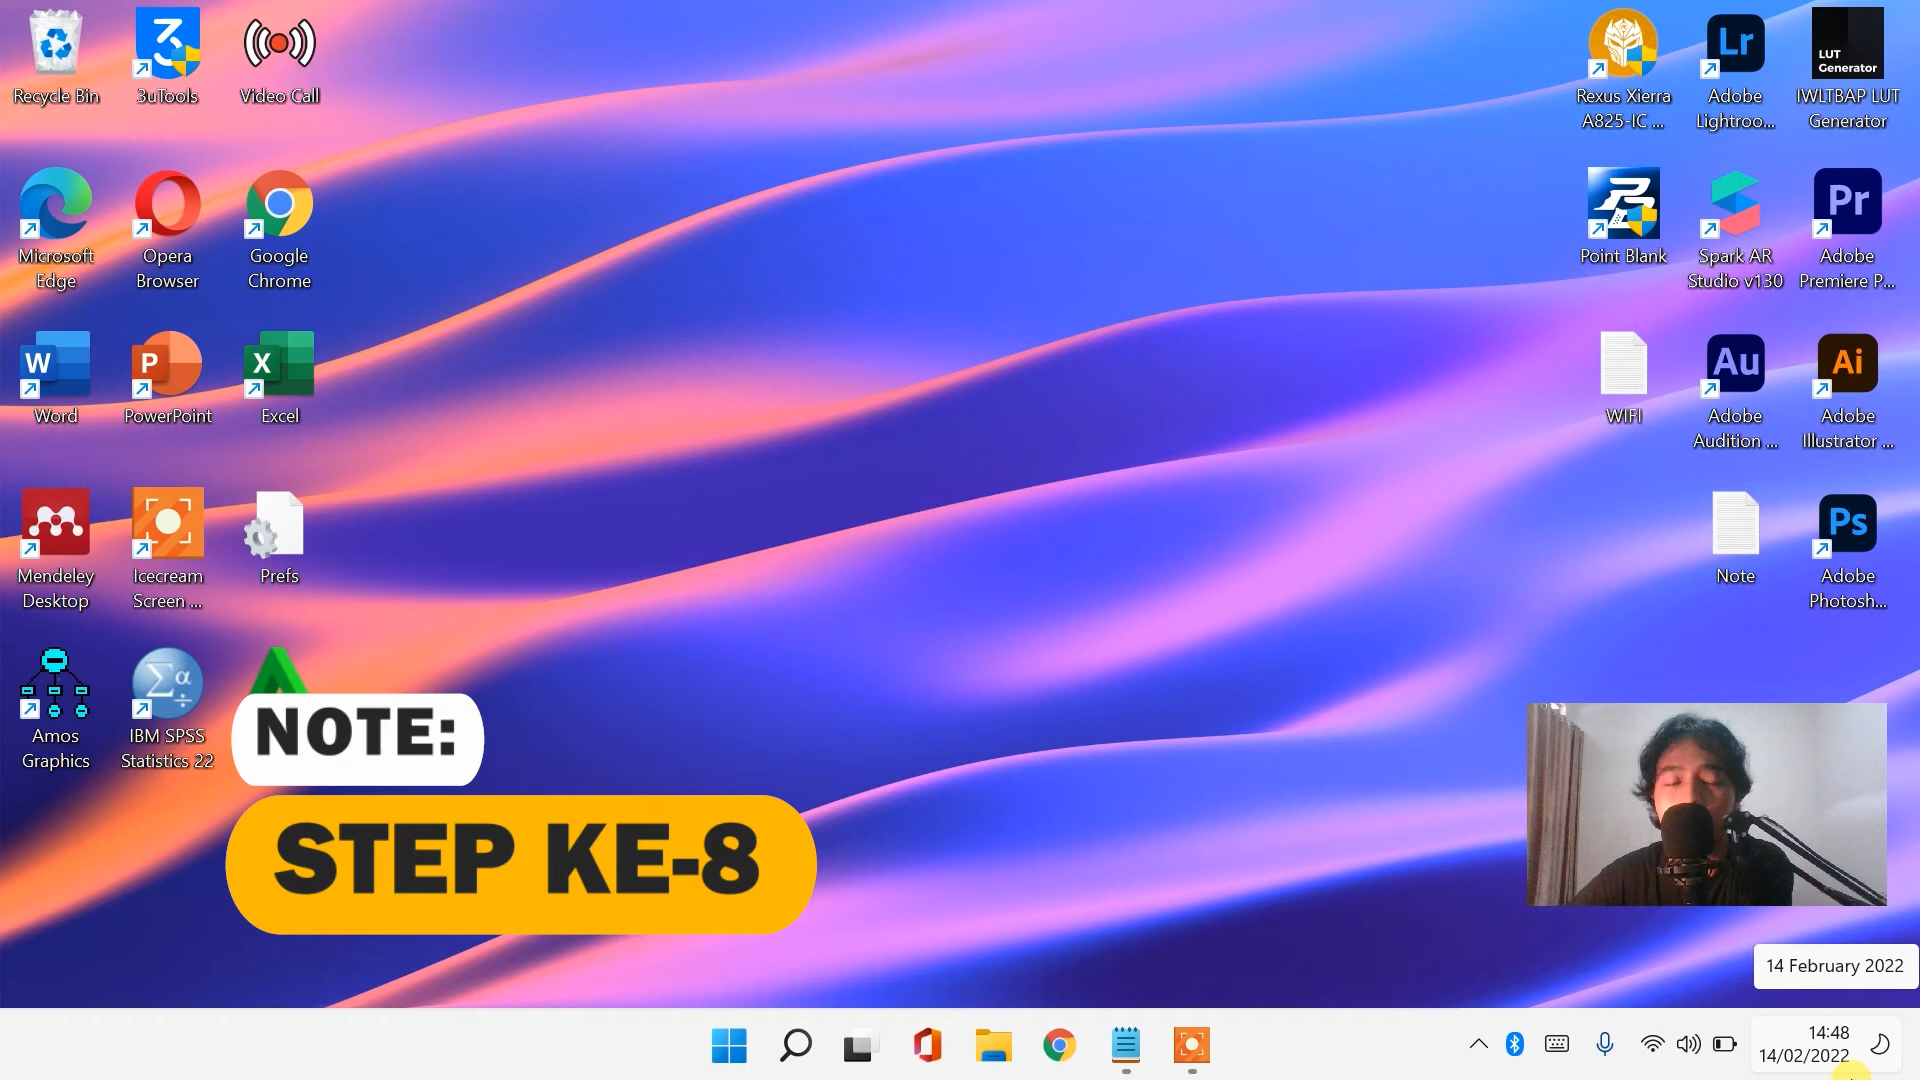 Recycle Bin
3uTools
Video Call
Rexus Xierra
A825-IC ...
Lr
Adobe
Lightroo...
LUT
Generator
IWLTBAP LUT
Generator
Microsoft
Edge
Opera
Browser
Google
Chrome
Point Blank
Spark AR
Studio v130
Pr
Adobe
Premiere P...
W
Word
P
PowerPoint
X
Excel
WIFI
Au
Adobe
Audition ...
Ai
Adobe
Illustrator ...
Mendeley
Desktop
Icecream
Screen ...
Prefs
Note
Ps
Adobe
Photosh...
Amos
Graphics
Σα
÷
IBM SPSS
Statistics 22
NOTE:
STEP KE-8
14 February 2022
14:48
14/02/2022